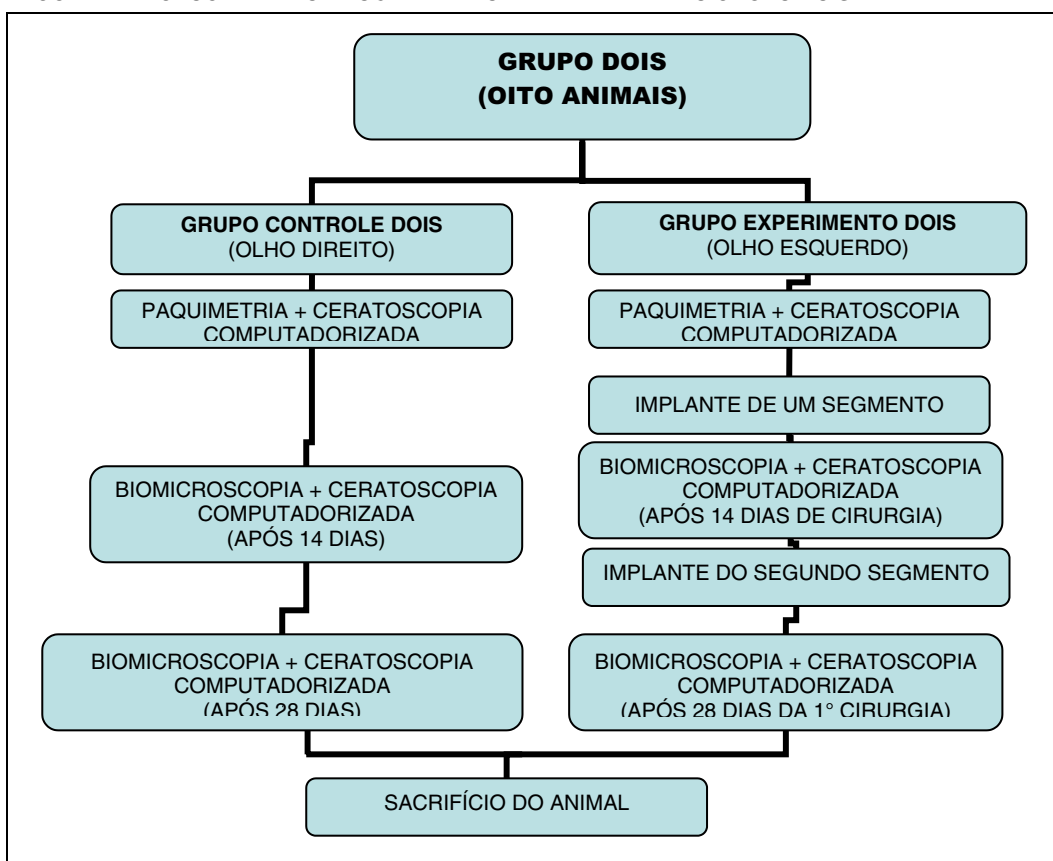 GRUPO DOIS
(OITO ANIMAIS)
GRUPO CONTROLE DOIS
(OLHO DIREITO)
GRUPO EXPERIMENTO DOIS
(OLHO ESQUERDO)
PAQUIMETRIA + CERATOSCOPIA
COMPUTADORIZADA
PAQUIMETRIA + CERATOSCOPIA
COMPUTADORIZADA
IMPLANTE DE UM SEGMENTO
BIOMICROSCOPIA + CERATOSCOPIA
COMPUTADORIZADA
(APÓS 14 DIAS)
BIOMICROSCOPIA + CERATOSCOPIA
COMPUTADORIZADA
(APÓS 14 DIAS DE CIRURGIA)
IMPLANTE DO SEGUNDO SEGMENTO
BIOMICROSCOPIA + CERATOSCOPIA
COMPUTADORIZADA
(APÓS 28 DIAS)
BIOMICROSCOPIA + CERATOSCOPIA
COMPUTADORIZADA
(APÓS 28 DIAS DA 1° CIRURGIA)
SACRIFÍCIO DO ANIMAL